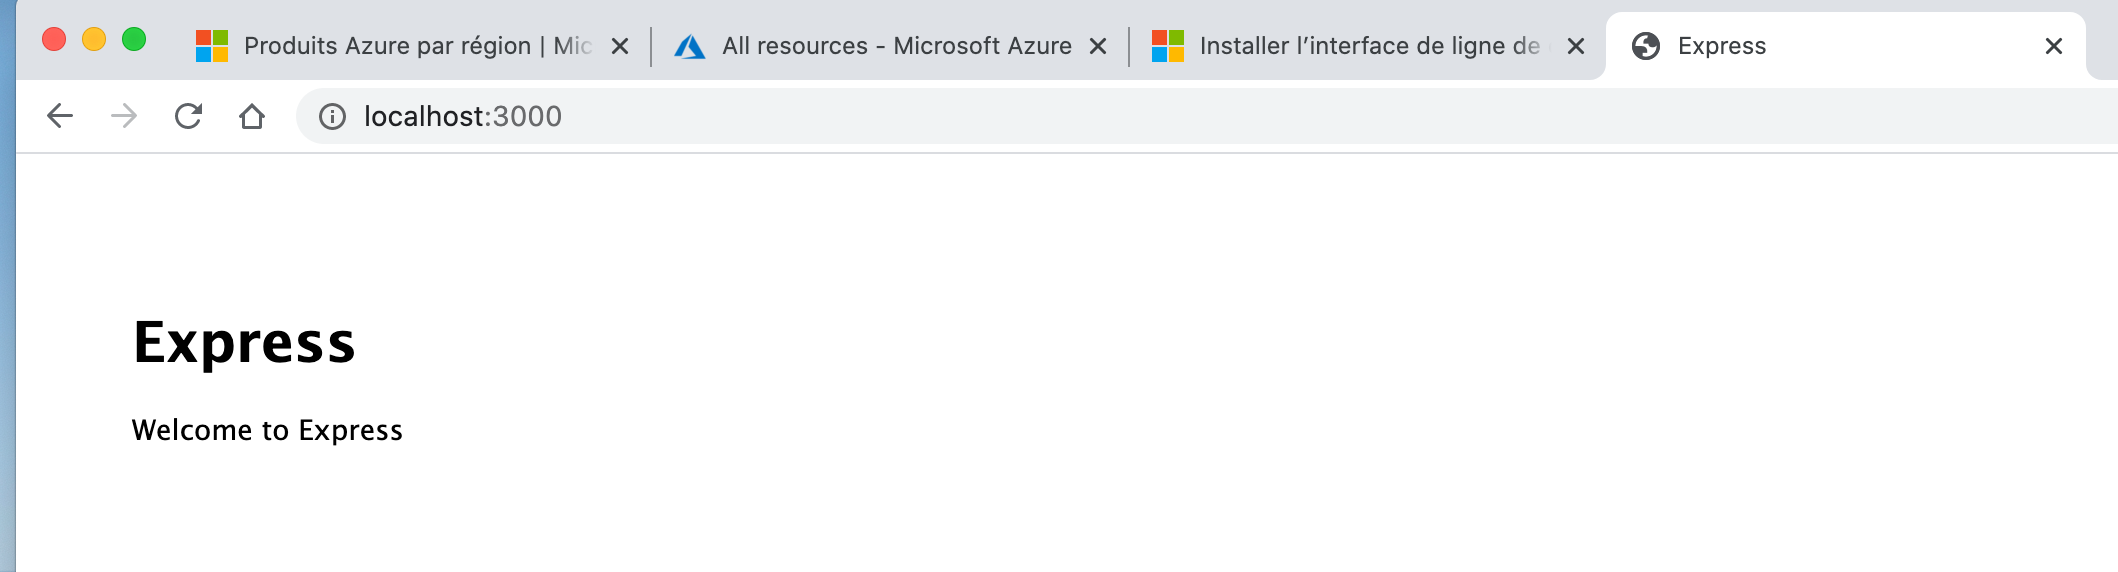 Produits Azure par région | Mic
All resources - Microsoft Azure
Installer l’interface de ligne de
Express
localhost:3000
Express
Welcome to Express